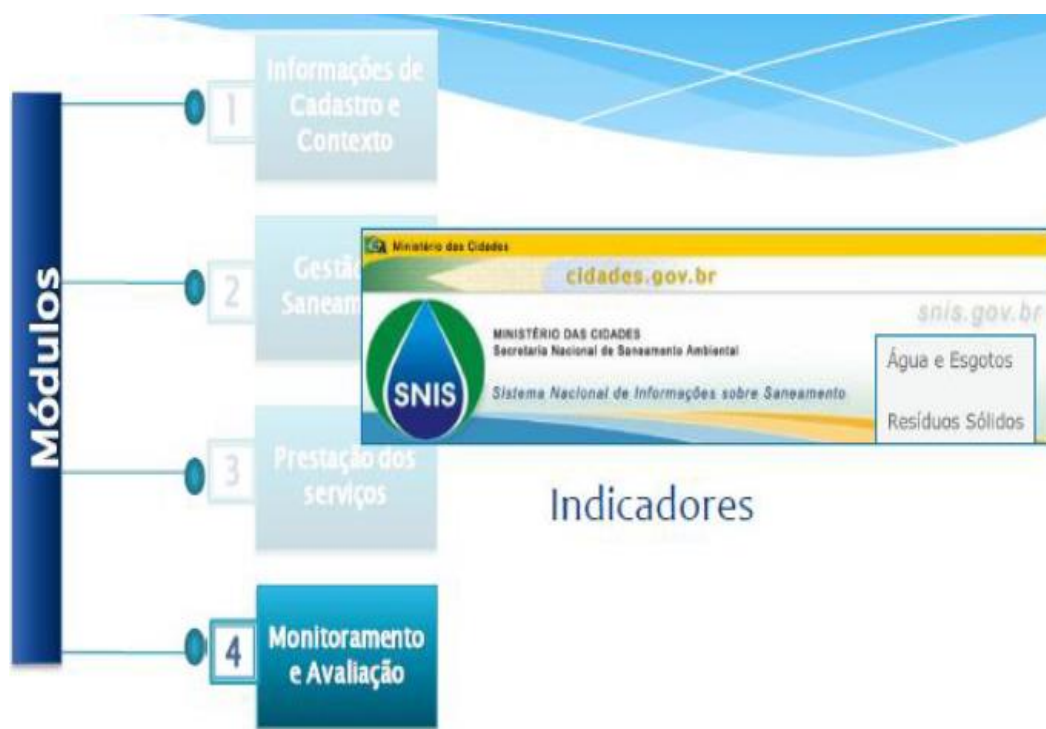 Módulos
1
Informações de
Cadastro e
Contexto
2
Gestão
Saneam
3
Prestação dos
serviços
4
Monitoramento
e Avaliação
Ministério das Cidades
cidades.gov.br
snis.gov.br
SNIS
MINISTÉRIO DAS CIDADES
Secretaria Nacional de Saneamento Ambiental
Sistema Nacional de Informações sobre Saneamento
Água e Esgotos
Resíduos Sólidos
Indicadores